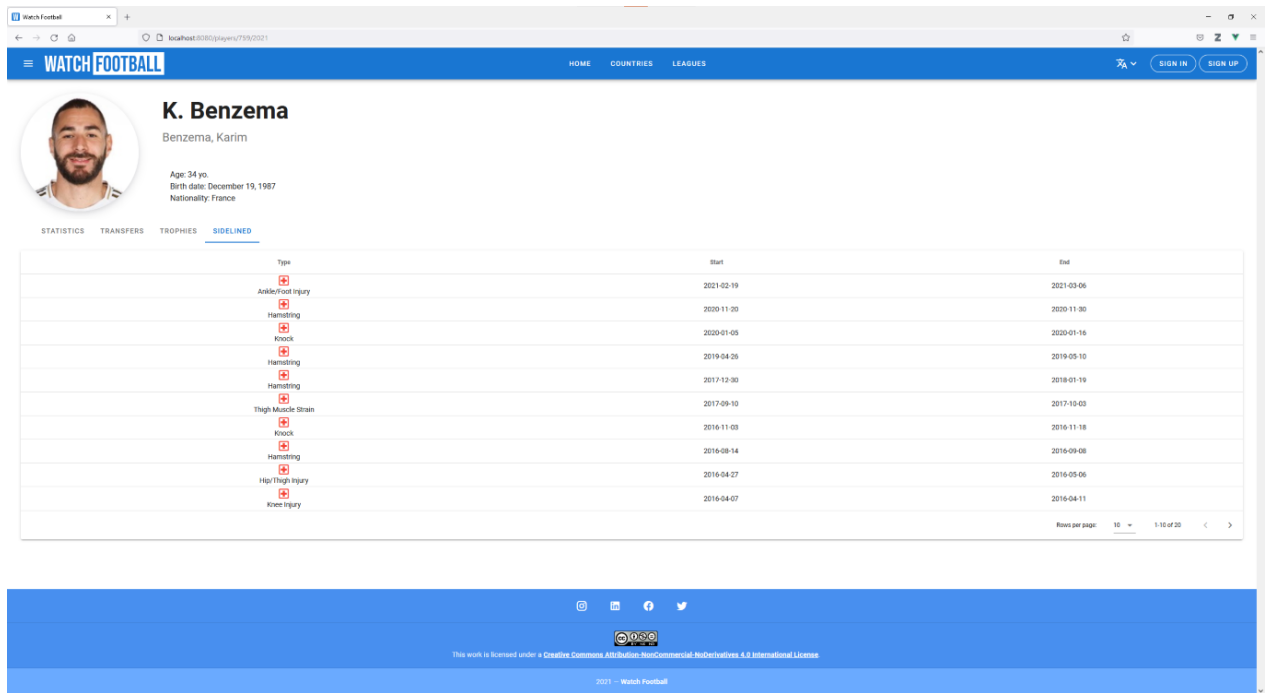 Watch Football
localhost:8080/players/759/2021
WATCH FOOTBALL
HOME COUNTRIES LEAGUES
SIGN IN SIGN UP
K. Benzema
Benzema, Karim
Age: 34 yo.
Birth date: December 19, 1987
Nationality: France
STATISTICS TRANSFERS TROPHIES SIDELINED
Type Start End
Ankle/Foot Injury 2021-02-19 2021-03-06
Hamstring 2020-11-20 2020-11-30
Knock 2020-01-05 2020-01-16
Hamstring 2019-04-26 2019-05-10
Hamstring 2017-12-30 2018-01-19
Thigh Muscle Strain 2017-09-10 2017-10-03
Knock 2016-11-03 2016-11-18
Hamstring 2016-08-14 2016-09-08
Hip/Thigh Injury 2016-04-27 2016-05-06
Knee Injury 2016-04-07 2016-04-11
Rows per page: 10 1-10 of 20
This work is licensed under a Creative Commons Attribution-NonCommercial-NoDerivatives 4.0 International License.
2021 — Watch Football